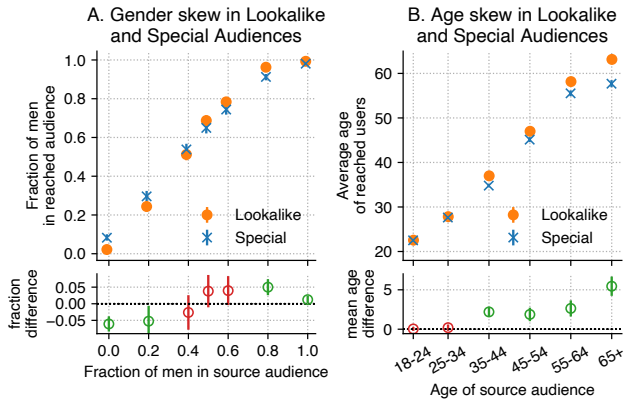 A. Gender skew in Lookalike
and Special Audiences
B. Age skew in Lookalike
and Special Audiences
Fraction of men
in reached audience
1.0
0.8
0.6
0.4
0.2
0.0
Lookalike
Special
Average age
of reached users
60
50
40
30
20
Lookalike
Special
fraction
difference
0.05
0.00
−0.05
0.0 0.2 0.4 0.6 0.8 1.0
Fraction of men in source audience
mean age
difference
5
0
18-24 25-34 35-44 45-54 55-64 65+
Age of source audience